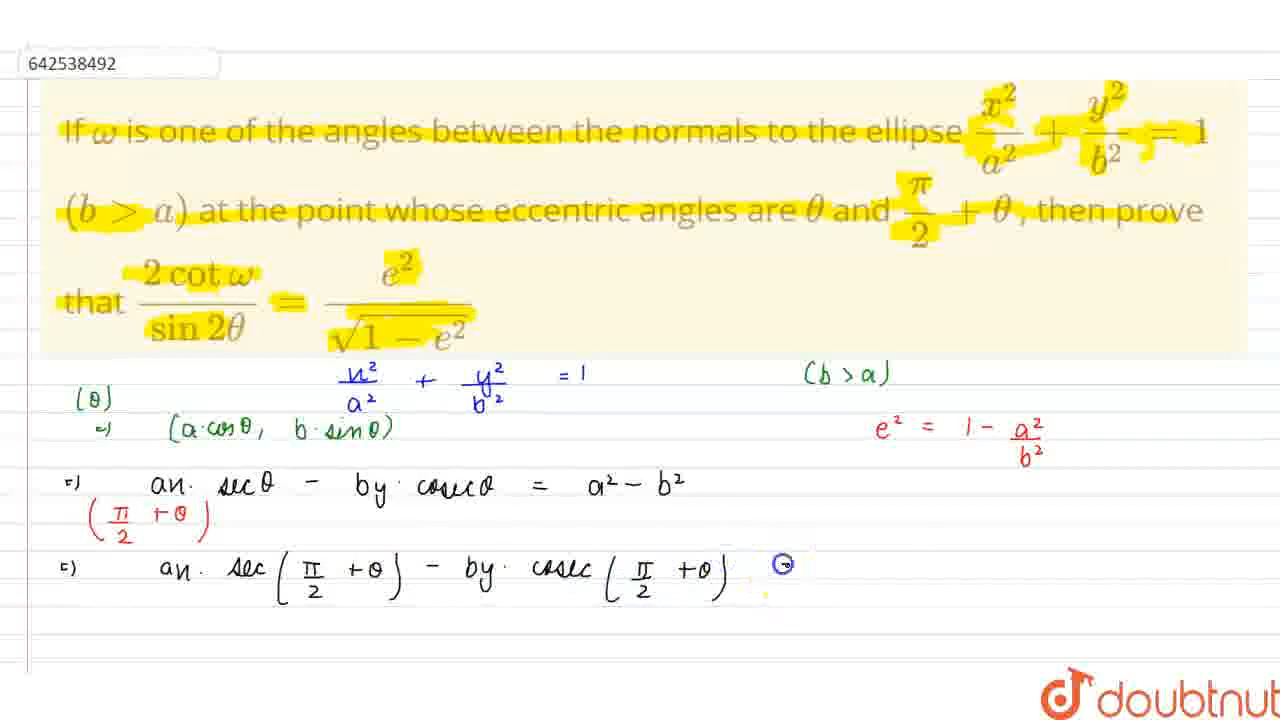 642538492
If ω is one of the angles between the normals to the ellipse x²/a² + y²/b² = 1
(b > a) at the point whose eccentric angles are θ and π/2 + θ, then prove
that 2 cot ω / sin 2θ = e² / √(1 − e²)
x²/a² + y²/b² = 1 (b > a)
(θ)
⇒ (a·cosθ, b·sinθ) e² = 1 − a²/b²
⇒ ax· secθ − by· cosecθ = a² − b²
(π/2 + θ)
⇒ ax· sec(π/2 + θ) − by· cosec(π/2 + θ)
doubtnut